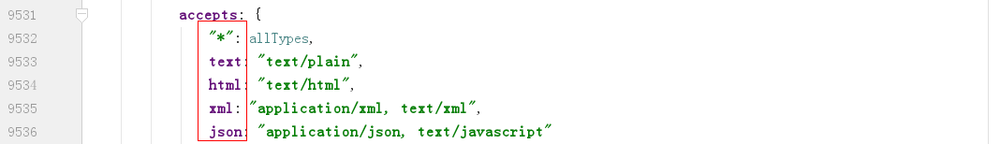 9531 accepts: {
9532 "*": allTypes,
9533 text: "text/plain",
9534 html: "text/html",
9535 xml: "application/xml, text/xml",
9536 json: "application/json, text/javascript"